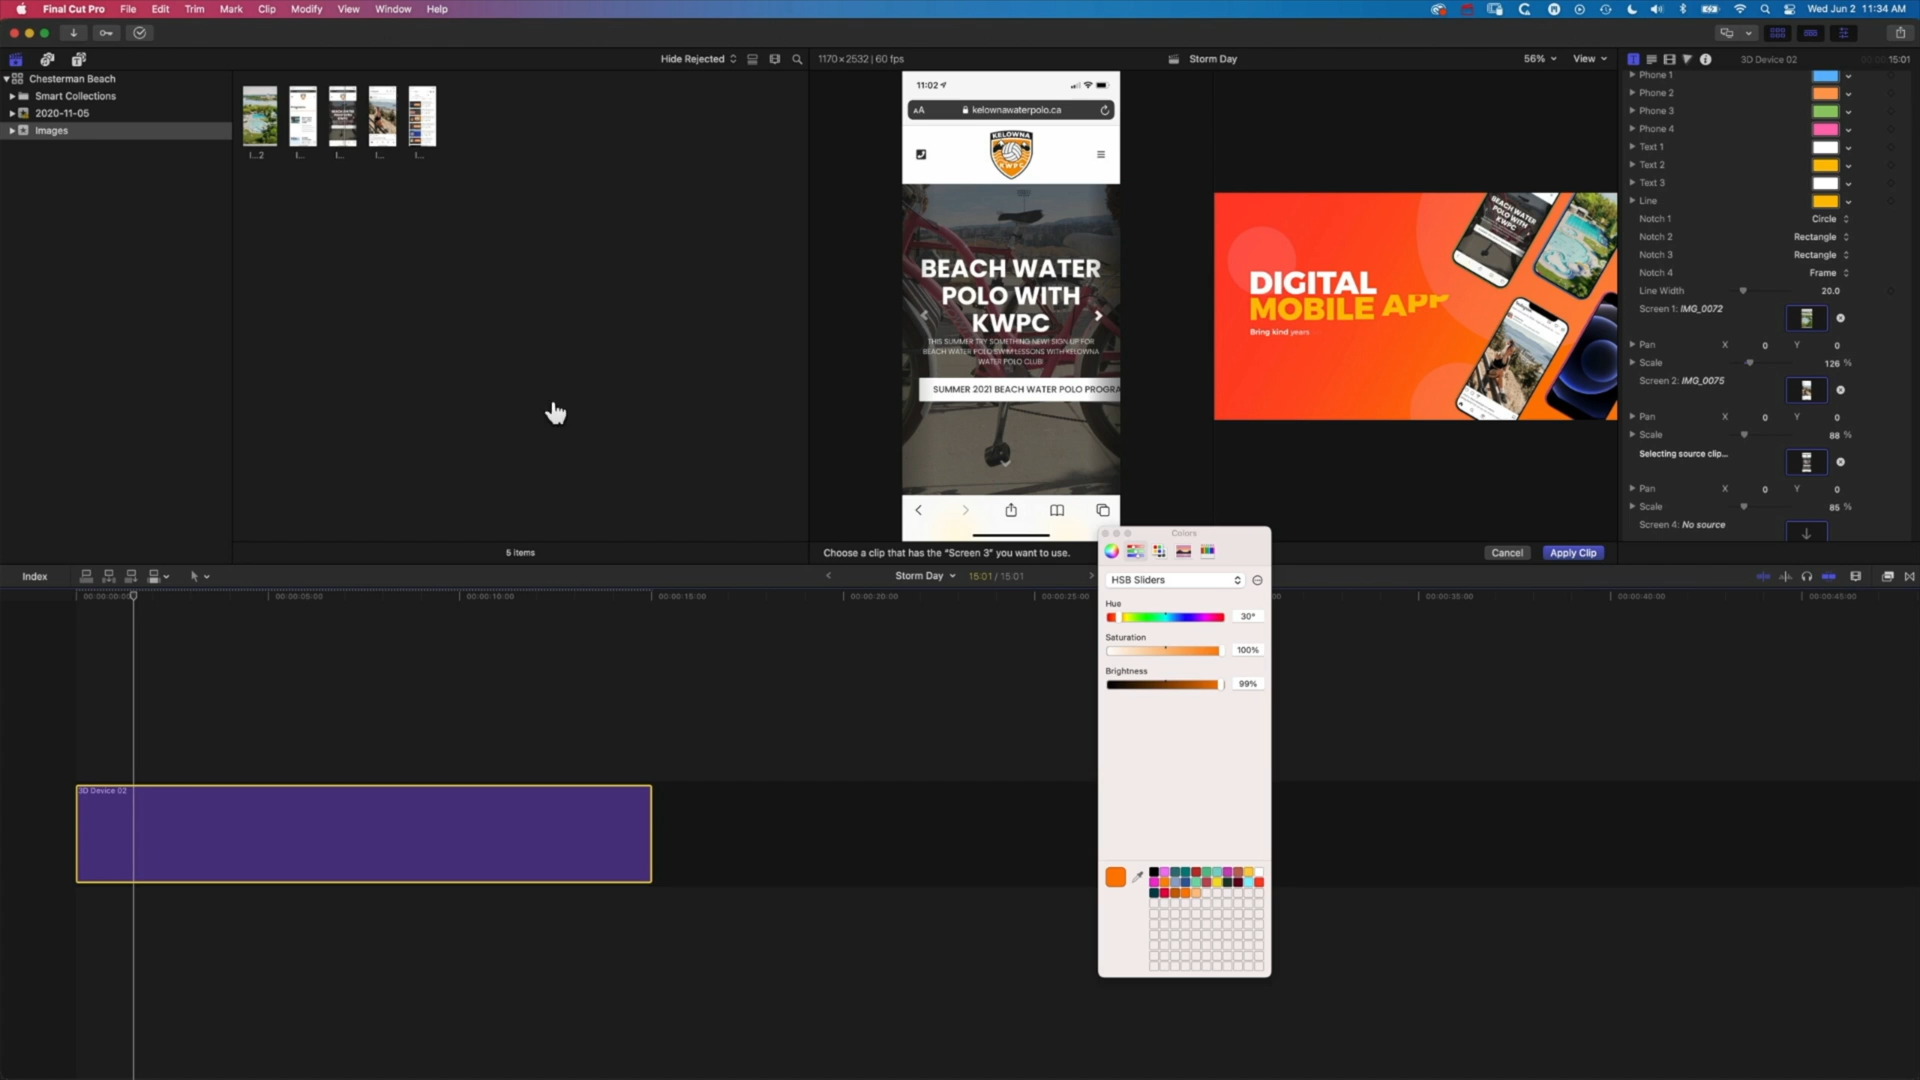 Final Cut Pro File Edit Trim Mark Clip Modify View Window Help
Wed Jun 2 11:34 AM
Chesterman Beach
Smart Collections
2020-11-05
Images
Hide Rejected
I...2
I...
I...
I...
I...
5 items
1170×2532 | 60 fps
11:02
AA kelownawaterpolo.ca
KELOWNA
KWPC
BEACH WATER
POLO WITH
KWPC
THIS SUMMER TRY SOMETHING NEW! SIGN UP FOR
BEACH WATER POLO SWIM LESSONS WITH KELOWNA
WATER POLO CLUB!
SUMMER 2021 BEACH WATER POLO PROGRA
Choose a clip that has the "Screen 3" you want to use.
Cancel
Apply Clip
Storm Day
56%
View
BEACH WATER
POLO WITH
KWPC
DIGITAL
MOBILE APP
Bring kind years
3D Device 02
15:01
Phone 1
Phone 2
Phone 3
Phone 4
Text 1
Text 2
Text 3
Line
Notch 1 Circle
Notch 2 Rectangle
Notch 3 Rectangle
Notch 4 Frame
Line Width 20.0
Screen 1: IMG_0072
Pan X 0 Y 0
Scale 126 %
Screen 2: IMG_0075
Pan X 0 Y 0
Scale 88 %
Selecting source clip...
Pan X 0 Y 0
Scale 85 %
Screen 4: No source
Index
Storm Day 15:01 / 15:01
00:00:00:00
00:00:05:00
00:00:10:00
00:00:15:00
00:00:20:00
00:00:25:00
00:00:35:00
00:00:40:00
00:00:45:00
3D Device 02
Colors
HSB Sliders
Hue
30°
Saturation
100%
Brightness
99%